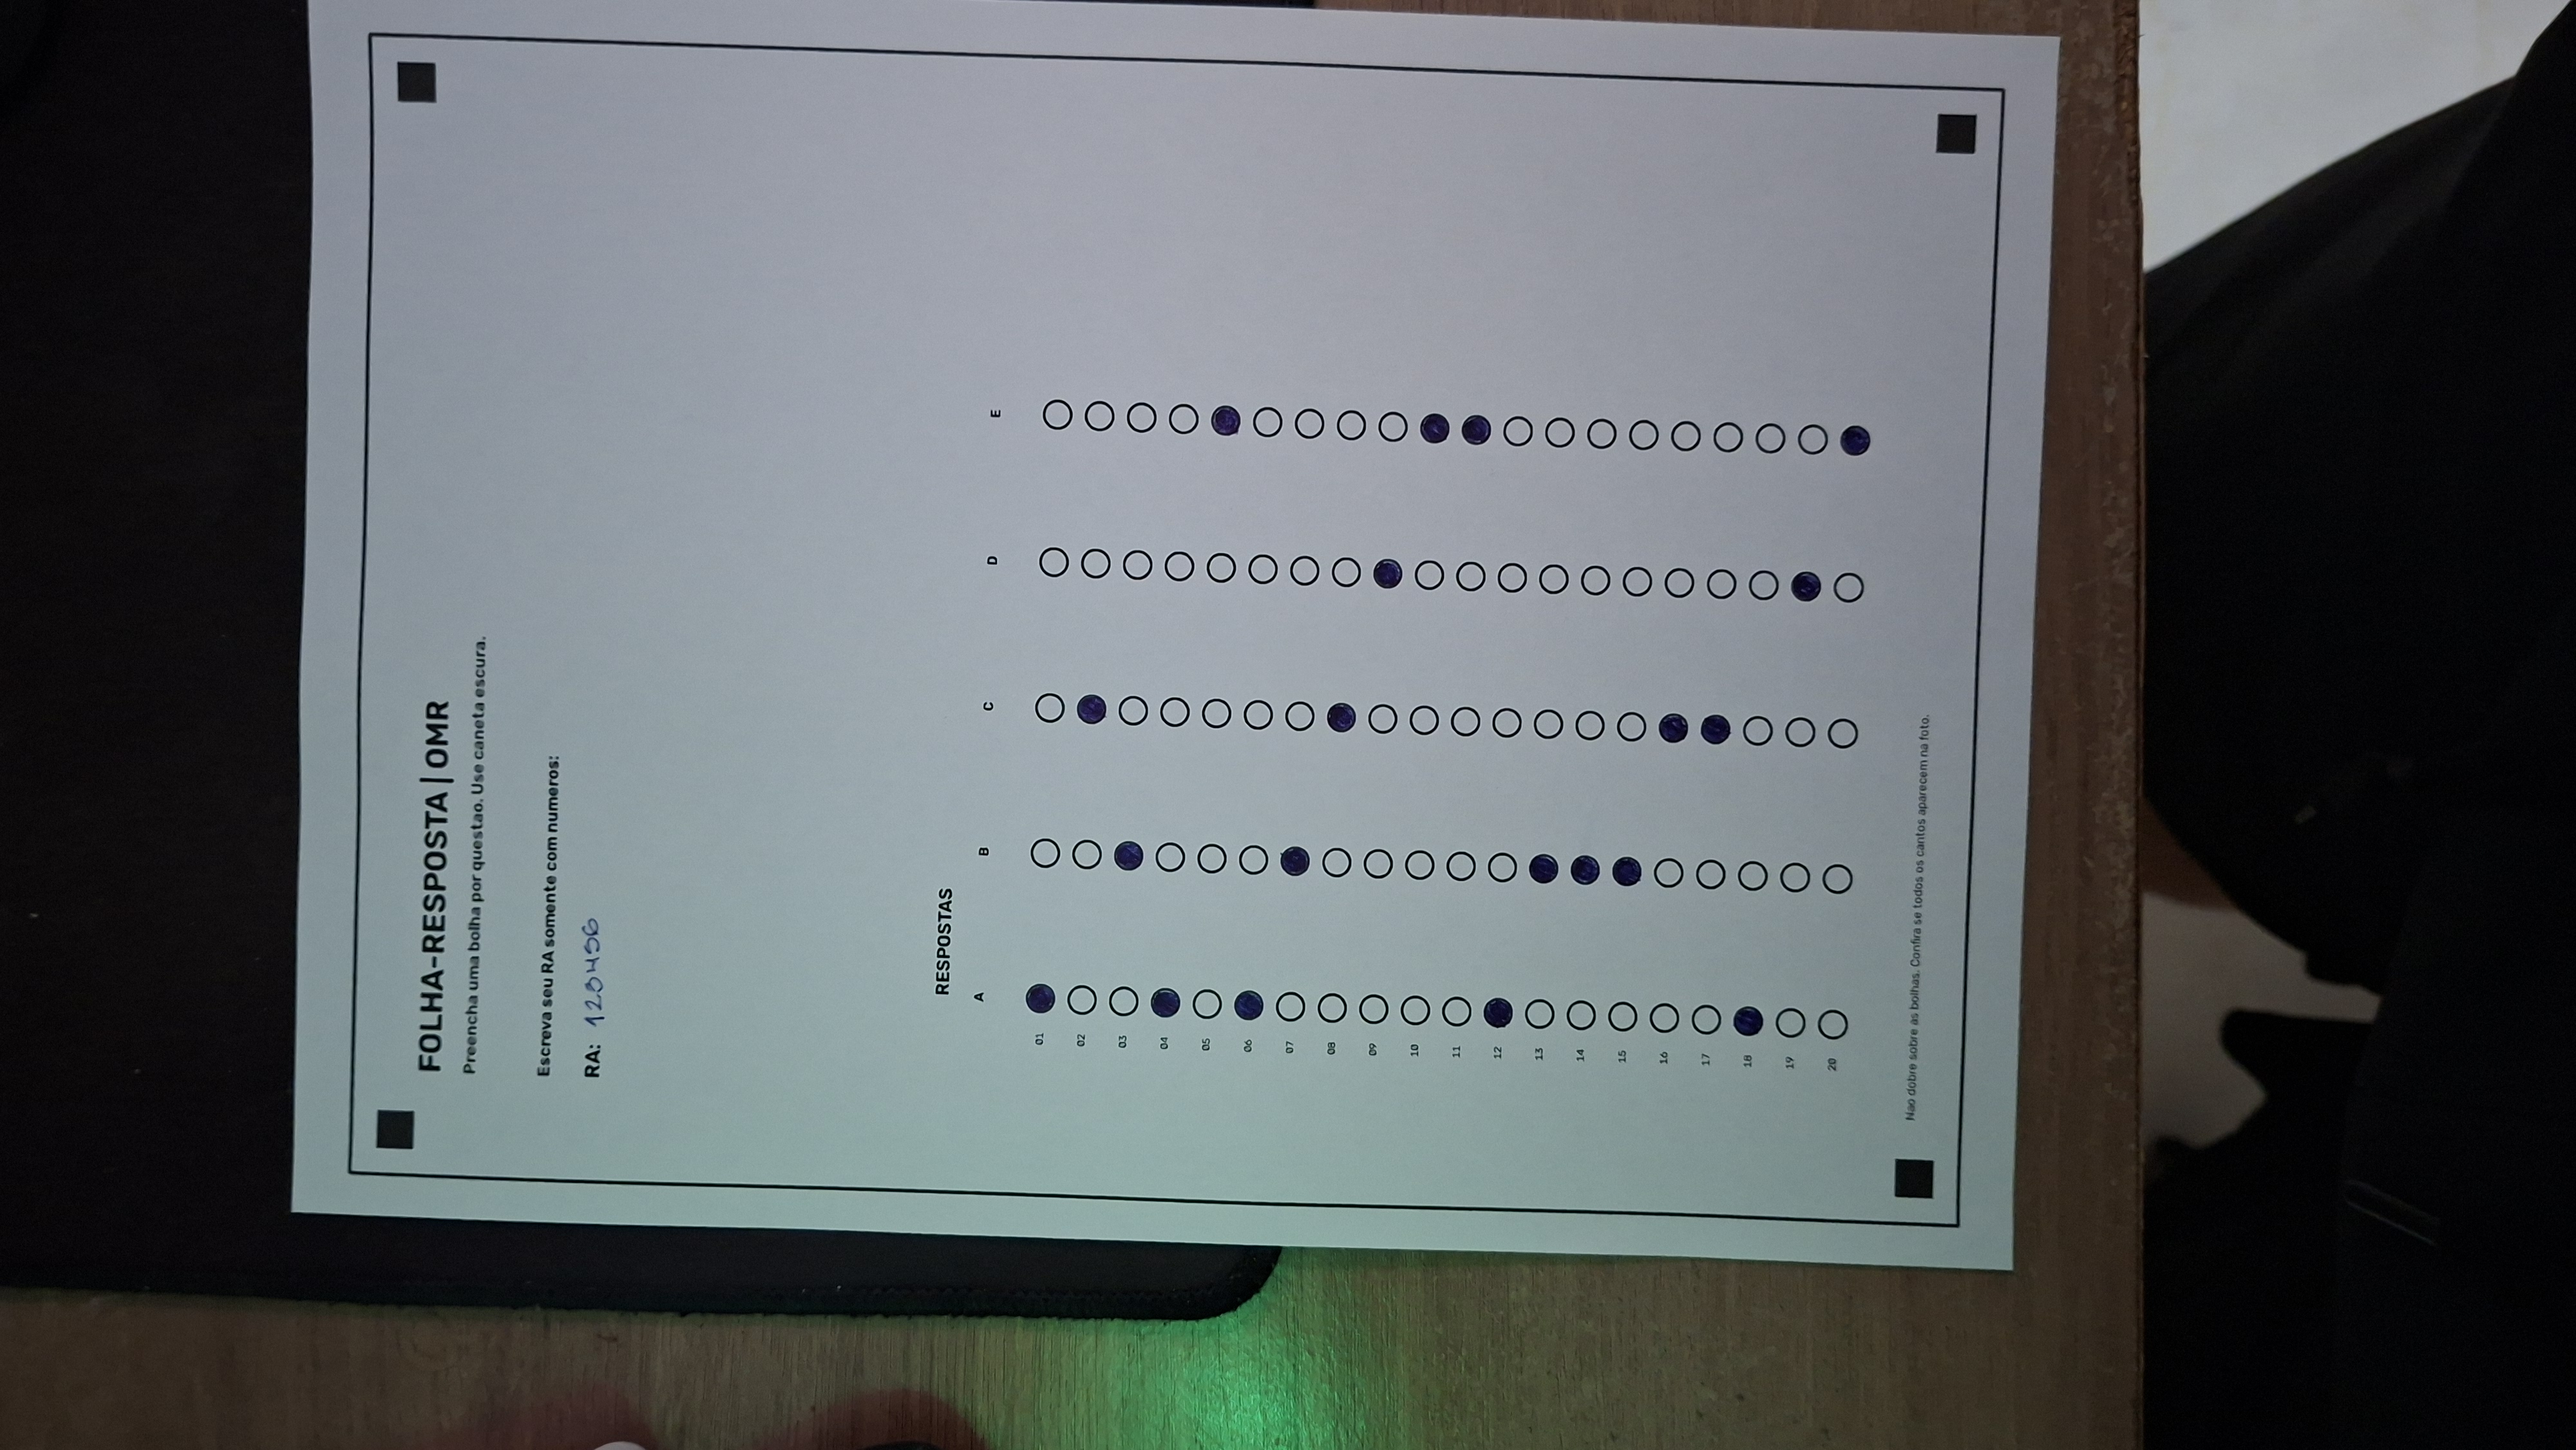 FOLHA-RESPOSTA | OMR
Preencha uma bolha por questao. Use caneta escura.
Escreva seu RA somente com numeros:
RA: 123456
RESPOSTAS
A B C D E
01
02
03
04
05
06
07
08
09
10
11
12
13
14
15
16
17
18
19
20
Nao dobre sobre as bolhas. Confira se todos os cantos aparecem na foto.